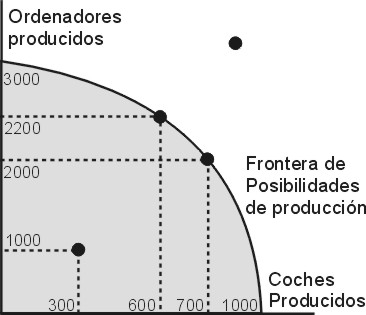 Ordenadores
producidos
3000
2200
2000
Frontera de
Posibilidades
de producción
1000
Coches
Producidos
300 600 700 1000